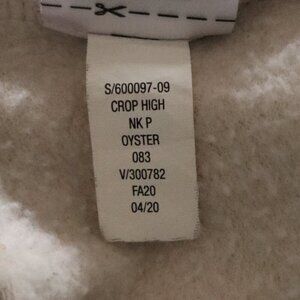 S/600097-09
CROP HIGH
NK P
OYSTER
083
V/300782
FA20
04/20